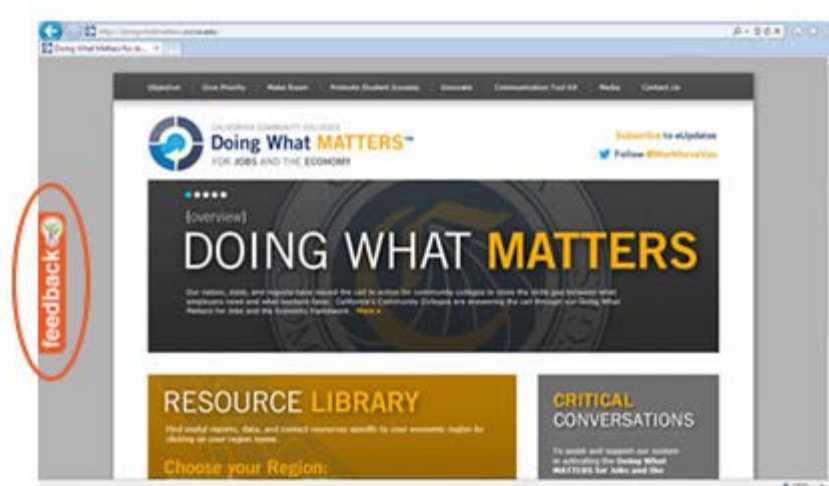 Doing What Matters for Jo...
Objective Give Priority Make Room Promote Student Success Innovate Communication Tool Kit Media Contact Us
CALIFORNIA COMMUNITY COLLEGES
Doing What MATTERS™
FOR JOBS AND THE ECONOMY
Subscribe to eUpdates
Follow @WorkforceVan
feedback
{overview}
DOING WHAT MATTERS
Our nation, state, and regions have issued the call to action for community colleges to close the skills gap between what
employers need and what workers have. California's Community Colleges are answering the call through our Doing What
Matters for Jobs and the Economy framework. More »
RESOURCE LIBRARY
Find useful reports, data, and contact resources specific to your economic region by
clicking on your region name.
Choose your Region:
CRITICAL
CONVERSATIONS
To assist and support our system
in activating the Doing What
MATTERS for Jobs and the